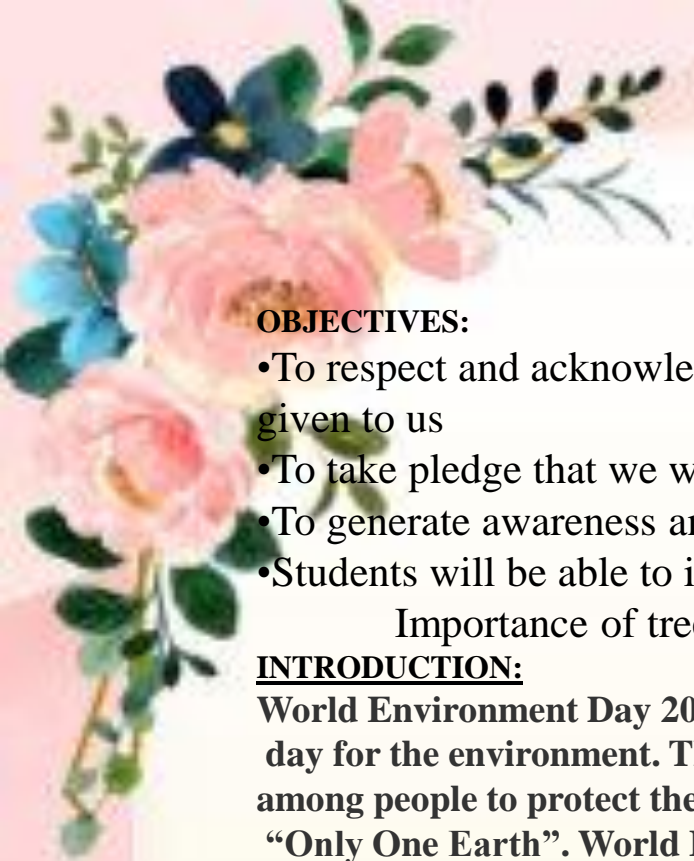 OBJECTIVES:
•To respect and acknowle
given to us
•To take pledge that we w
•To generate awareness a
•Students will be able to i
Importance of tre
INTRODUCTION:
World Environment Day 20
day for the environment. T
among people to protect the
“Only One Earth”. World